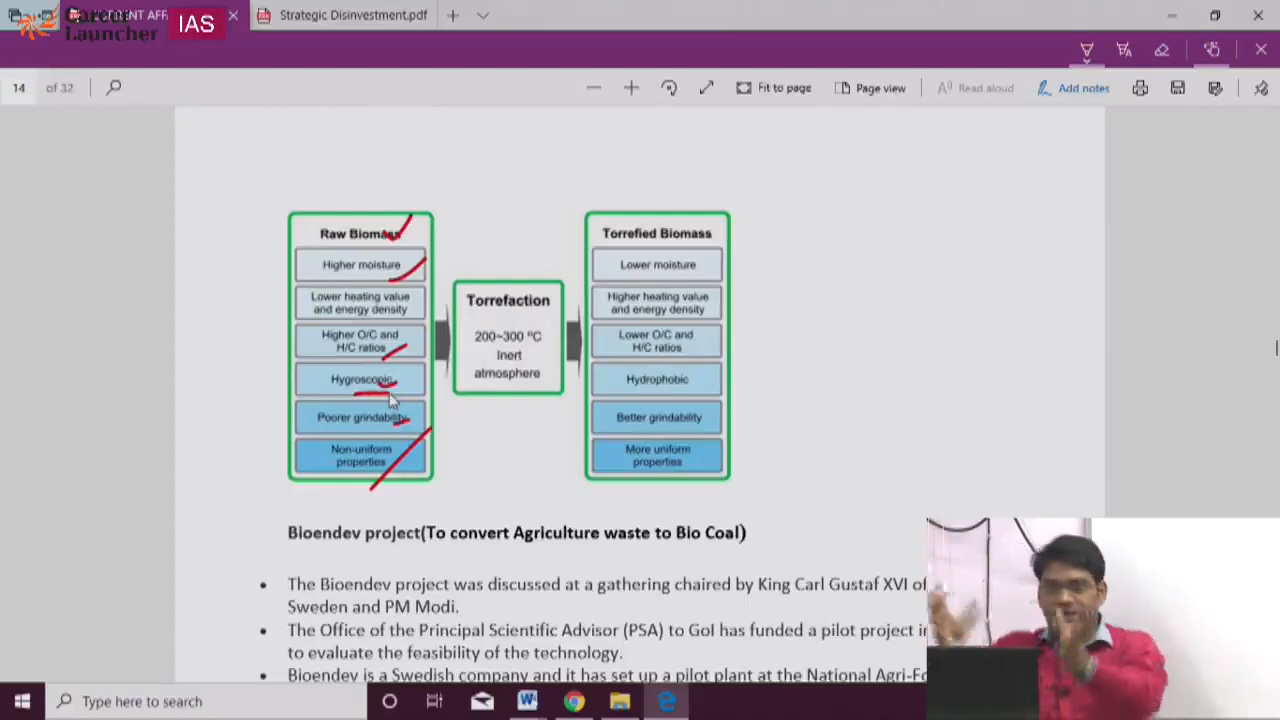 Career
Launcher
IAS
Strategic Disinvestment.pdf
14 of 32
Fit to page
Page view
Read aloud
Add notes
Raw Biomass
Higher moisture
Lower heating value
and energy density
Higher O/C and
H/C ratios
Hygroscopic
Poorer grindability
Non-uniform
properties
Torrefaction
200~300 °C
Inert
atmosphere
Torrefied Biomass
Lower moisture
Higher heating value
and energy density
Lower O/C and
H/C ratios
Hydrophobic
Better grindability
More uniform
properties
Bioendev project(To convert Agriculture waste to Bio Coal)
• The Bioendev project was discussed at a gathering chaired by King Carl Gustaf XVI of
Sweden and PM Modi.
• The Office of the Principal Scientific Advisor (PSA) to GoI has funded a pilot project
to evaluate the feasibility of the technology.
• Bioendev is a Swedish company and it has set up a pilot plant at the National
Type here to search